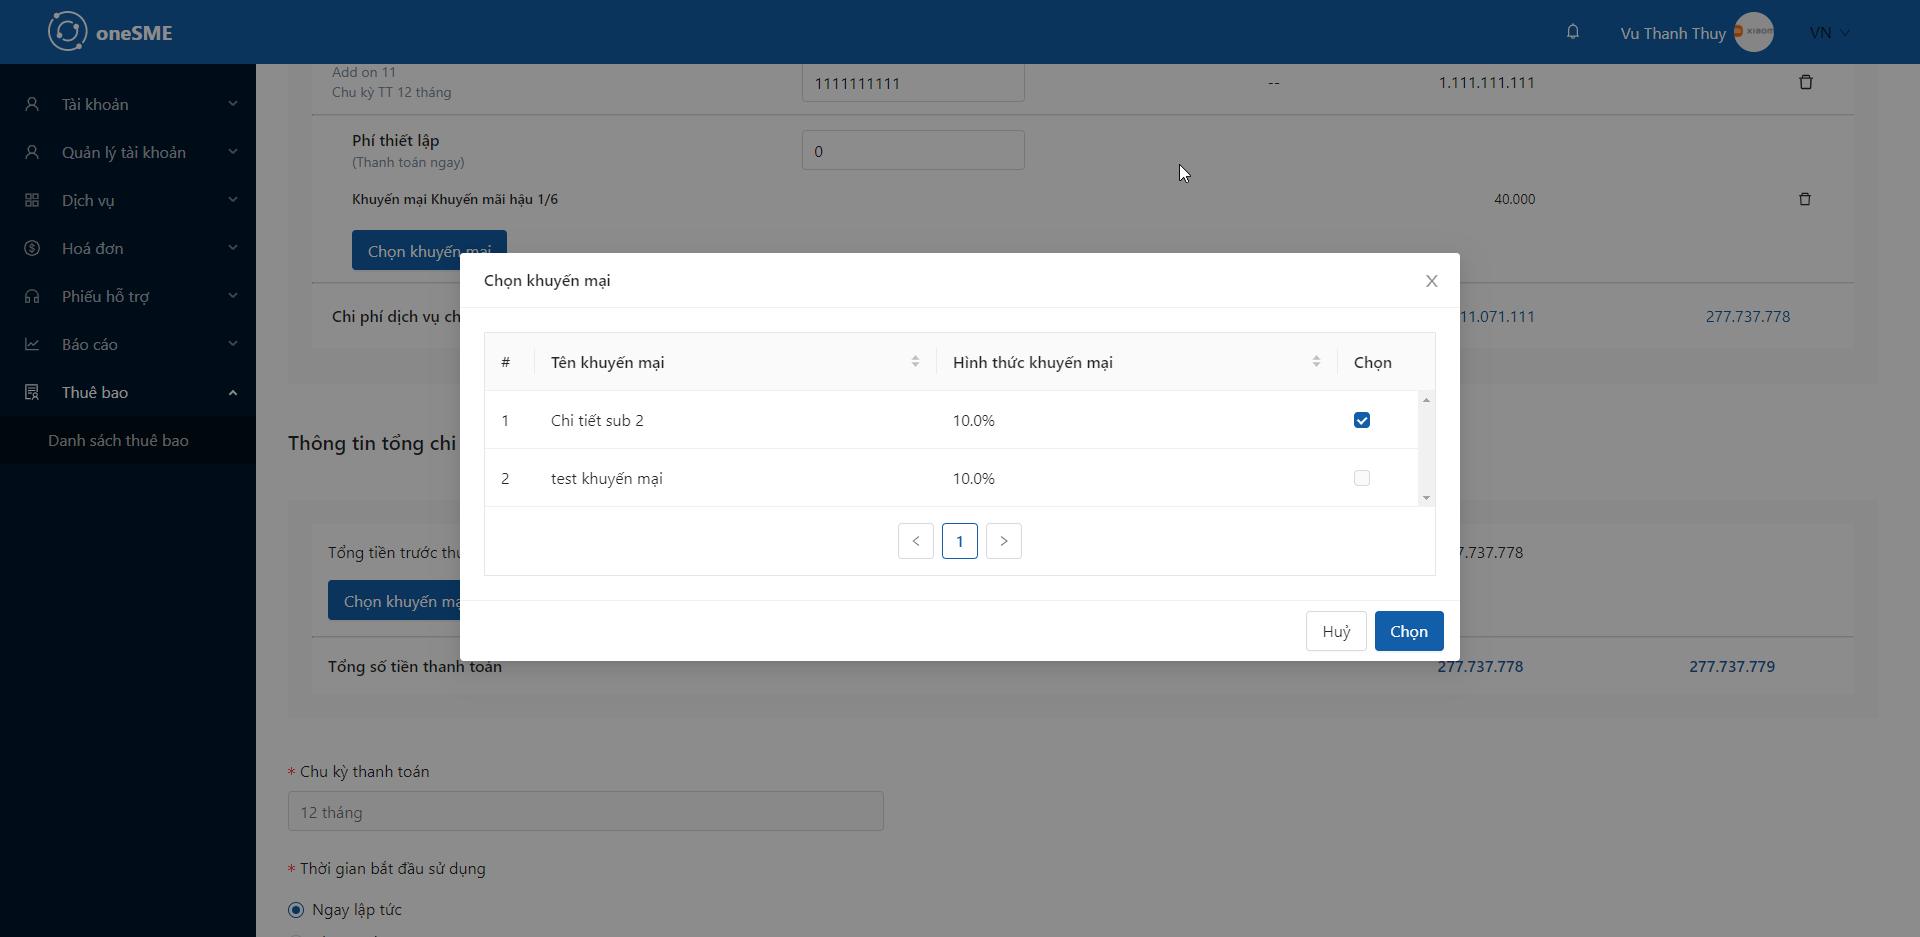 oneSME
Vu Thanh Thuy
xiaom
VN
Tài khoản
Quản lý tài khoản
Dịch vụ
Hoá đơn
Phiếu hỗ trợ
Báo cáo
Thuê bao
Danh sách thuê bao
Add on 11
Chu kỳ TT 12 tháng
1111111111
--
1.111.111.111
Phí thiết lập
(Thanh toán ngay)
0
Khuyến mại Khuyến mãi hậu 1/6
40.000
Chọn khuyến mại
Chi phí dịch vụ ch
11.071.111
277.737.778
Chọn khuyến mại
# Tên khuyến mại Hình thức khuyến mại Chọn
1 Chi tiết sub 2 10.0%
2 test khuyến mại 10.0%
< 1 >
Huỷ Chọn
Thông tin tổng chi
Tổng tiền trước thu
7.737.778
Chọn khuyến mạ
Tổng số tiền thanh toán
277.737.778
277.737.779
* Chu kỳ thanh toán
12 tháng
* Thời gian bắt đầu sử dụng
Ngay lập tức